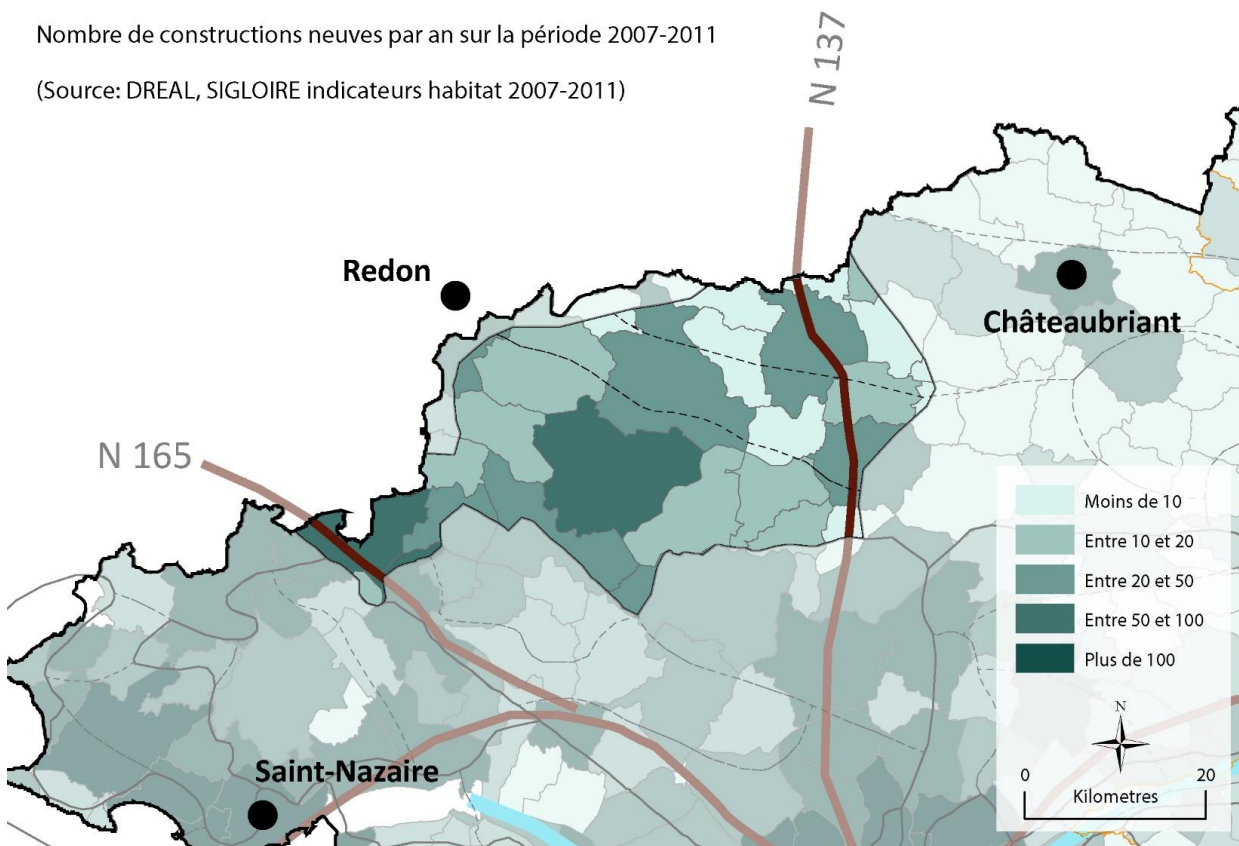 Nombre de constructions neuves par an sur la période 2007-2011
(Source: DREAL, SIGLOIRE indicateurs habitat 2007-2011)
N 137
Redon
Châteaubriant
N 165
Moins de 10
Entre 10 et 20
Entre 20 et 50
Entre 50 et 100
Plus de 100
N
0 20
Kilometres
Saint-Nazaire